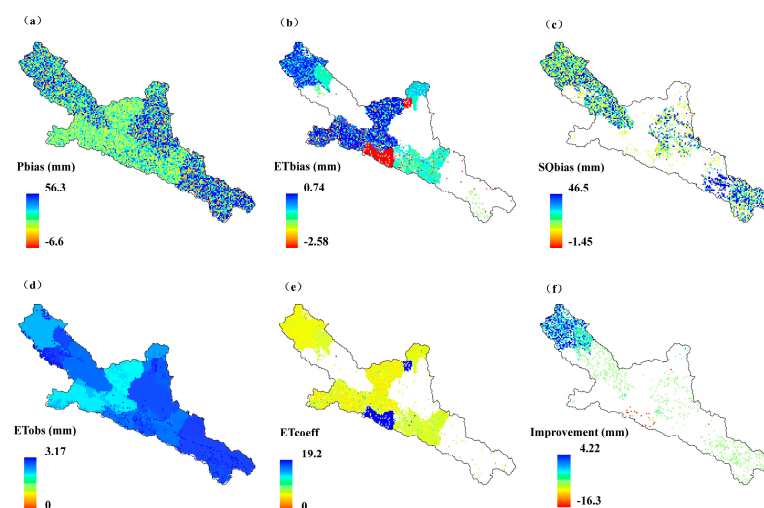 （a）
Pbias (mm)
56.3
-6.6
（b）
ETbias (mm)
0.74
-2.58
（c）
SQbias (mm)
46.5
-1.45
（d）
ETobs (mm)
3.17
0
（e）
ETcoeff
19.2
0
（f）
Improvement (mm)
4.22
-16.3